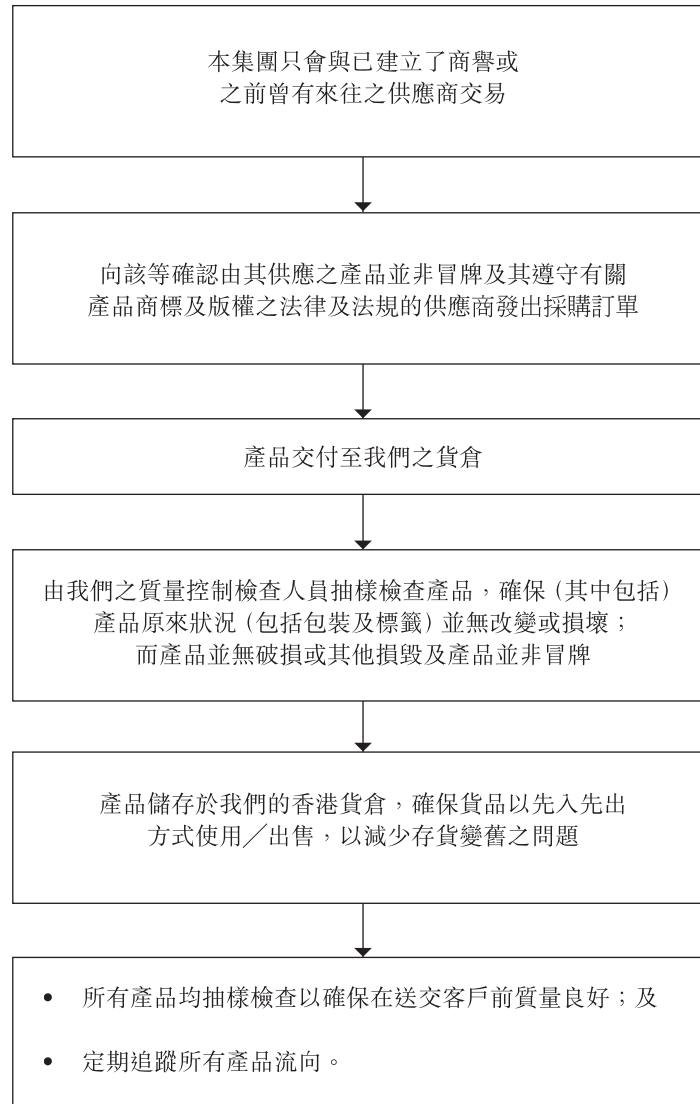 本集團只會與已建立了商譽或
之前曾有來往之供應商交易
向該等確認由其供應之產品並非冒牌及其遵守有關
產品商標及版權之法律及法規的供應商發出採購訂單
產品交付至我們之貨倉
由我們之質量控制檢查人員抽樣檢查產品，確保（其中包括）
產品原來狀況（包括包裝及標籤）並無改變或損壞；
而產品並無破損或其他損毀及產品並非冒牌
產品儲存於我們的香港貨倉，確保貨品以先入先出
方式使用／出售，以減少存貨變舊之問題
• 所有產品均抽樣檢查以確保在送交客戶前質量良好；及
• 定期追蹤所有產品流向。